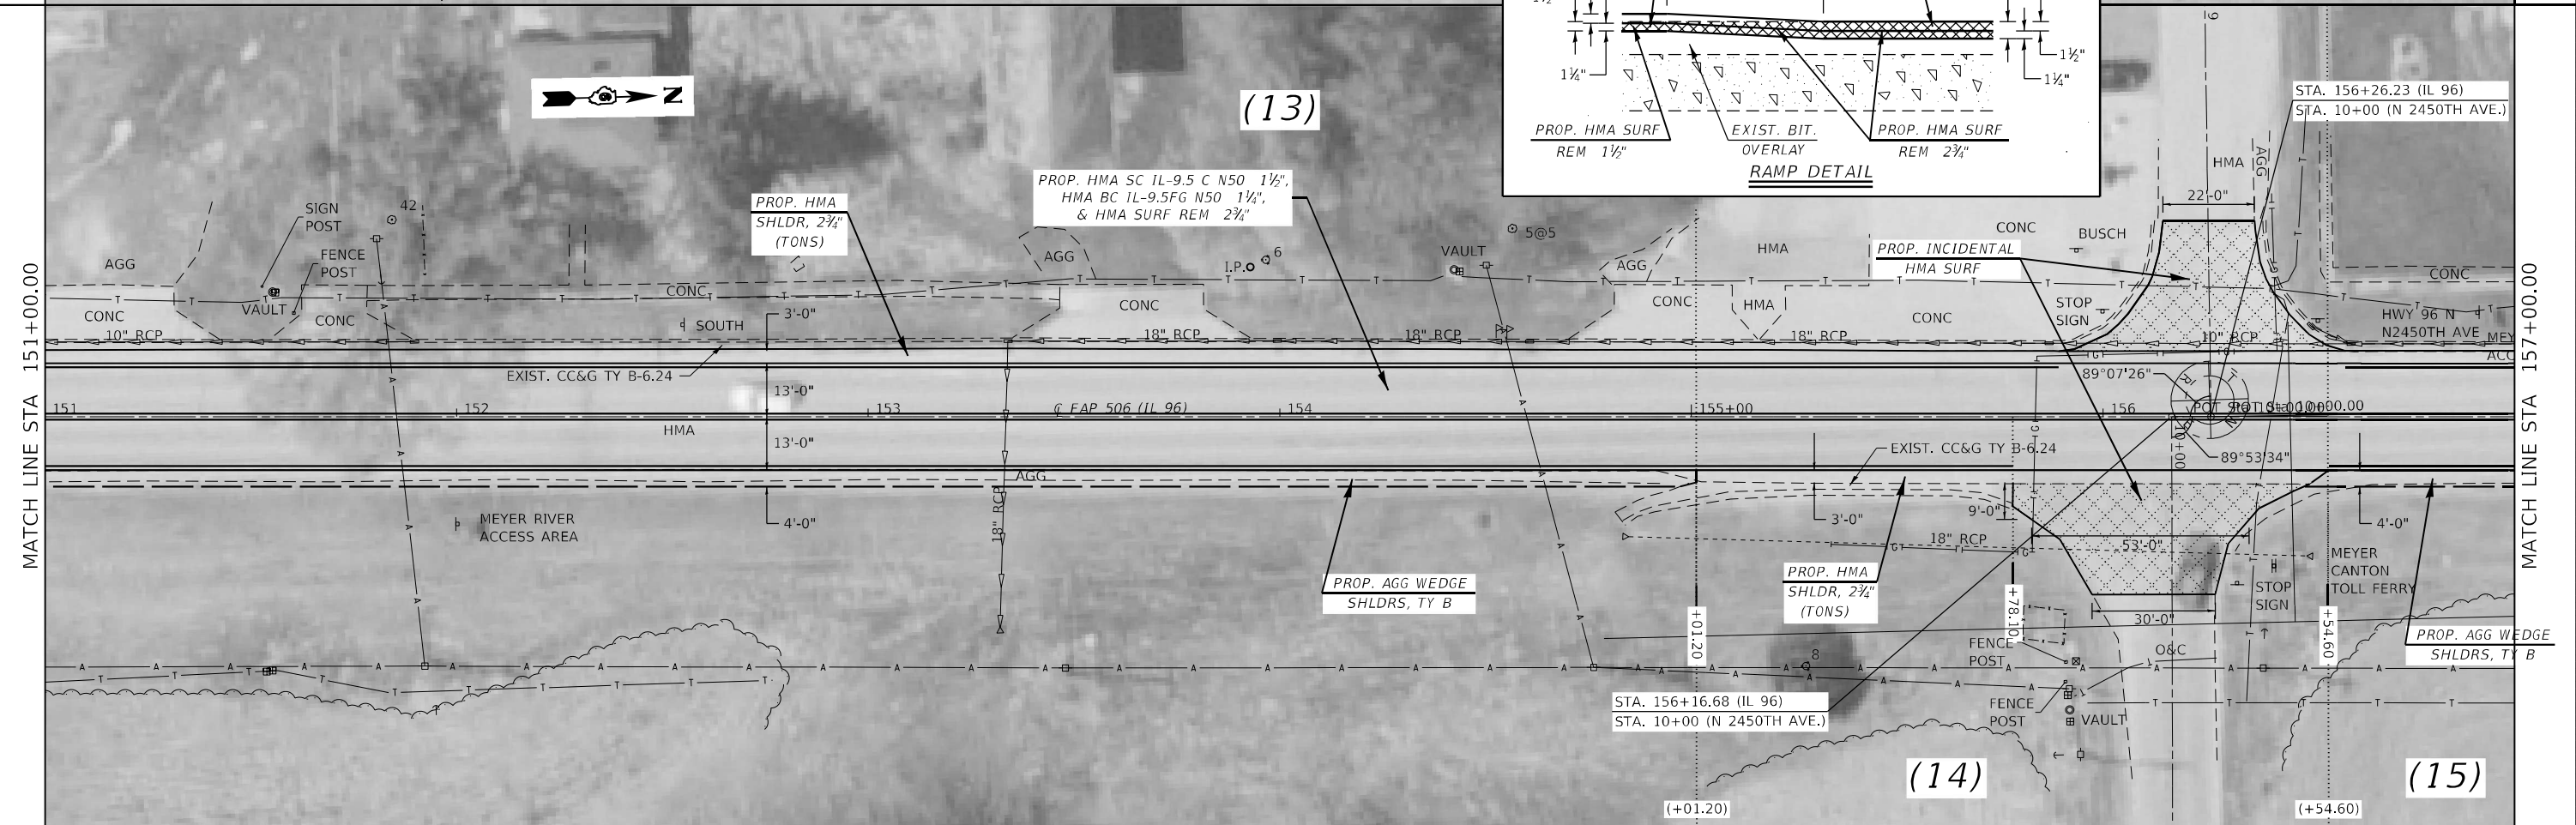 MATCH LINE STA 151+00.00
N
(13)
1½"
1¼"
1½"
1¼"
PROP. HMA SURF
REM 1½"
EXIST. BIT.
OVERLAY
PROP. HMA SURF
REM 2¾"
RAMP DETAIL
9
STA. 156+26.23 (IL 96)
STA. 10+00 (N 2450TH AVE.)
HMA
AGG
22'-0"
SIGN
POST
42
FENCE
POST
AGG
VAULT
CONC
CONC
10" RCP
PROP. HMA
SHLDR, 2¾"
(TONS)
PROP. HMA SC IL-9.5 C N50 1½",
HMA BC IL-9.5FG N50 1¼",
& HMA SURF REM 2¾"
CONC
SOUTH
3'-0"
AGG
CONC
I.P.
6
VAULT
5@5
AGG
HMA
CONC
HMA
CONC
18" RCP
18" RCP
18" RCP
PROP. INCIDENTAL
HMA SURF
CONC
BUSCH
STOP
SIGN
10" RCP
CONC
HWY 96 N
N2450TH AVE
MEY
ACC
EXIST. CC&G TY B-6.24
13'-0"
151
152
153
℄ FAP 506 (IL 96)
154
155+00
156
89°07'26"
10+00.00
10+00
89°53'34"
HMA
13'-0"
AGG
EXIST. CC&G TY B-6.24
MEYER RIVER
ACCESS AREA
4'-0"
18" RCP
3'-0"
9'-0"
18" RCP
53'-0"
4'-0"
MEYER
CANTON
TOLL FERRY
STOP
SIGN
PROP. AGG WEDGE
SHLDRS, TY B
PROP. HMA
SHLDR, 2¾"
(TONS)
30'-0"
+01.20
+78.10
+54.60
PROP. AGG WEDGE
SHLDRS, TY B
8
FENCE
POST
O&C
STA. 156+16.68 (IL 96)
STA. 10+00 (N 2450TH AVE.)
FENCE
POST
VAULT
(14)
(15)
(+01.20)
(+54.60)
MATCH LINE STA 157+00.00